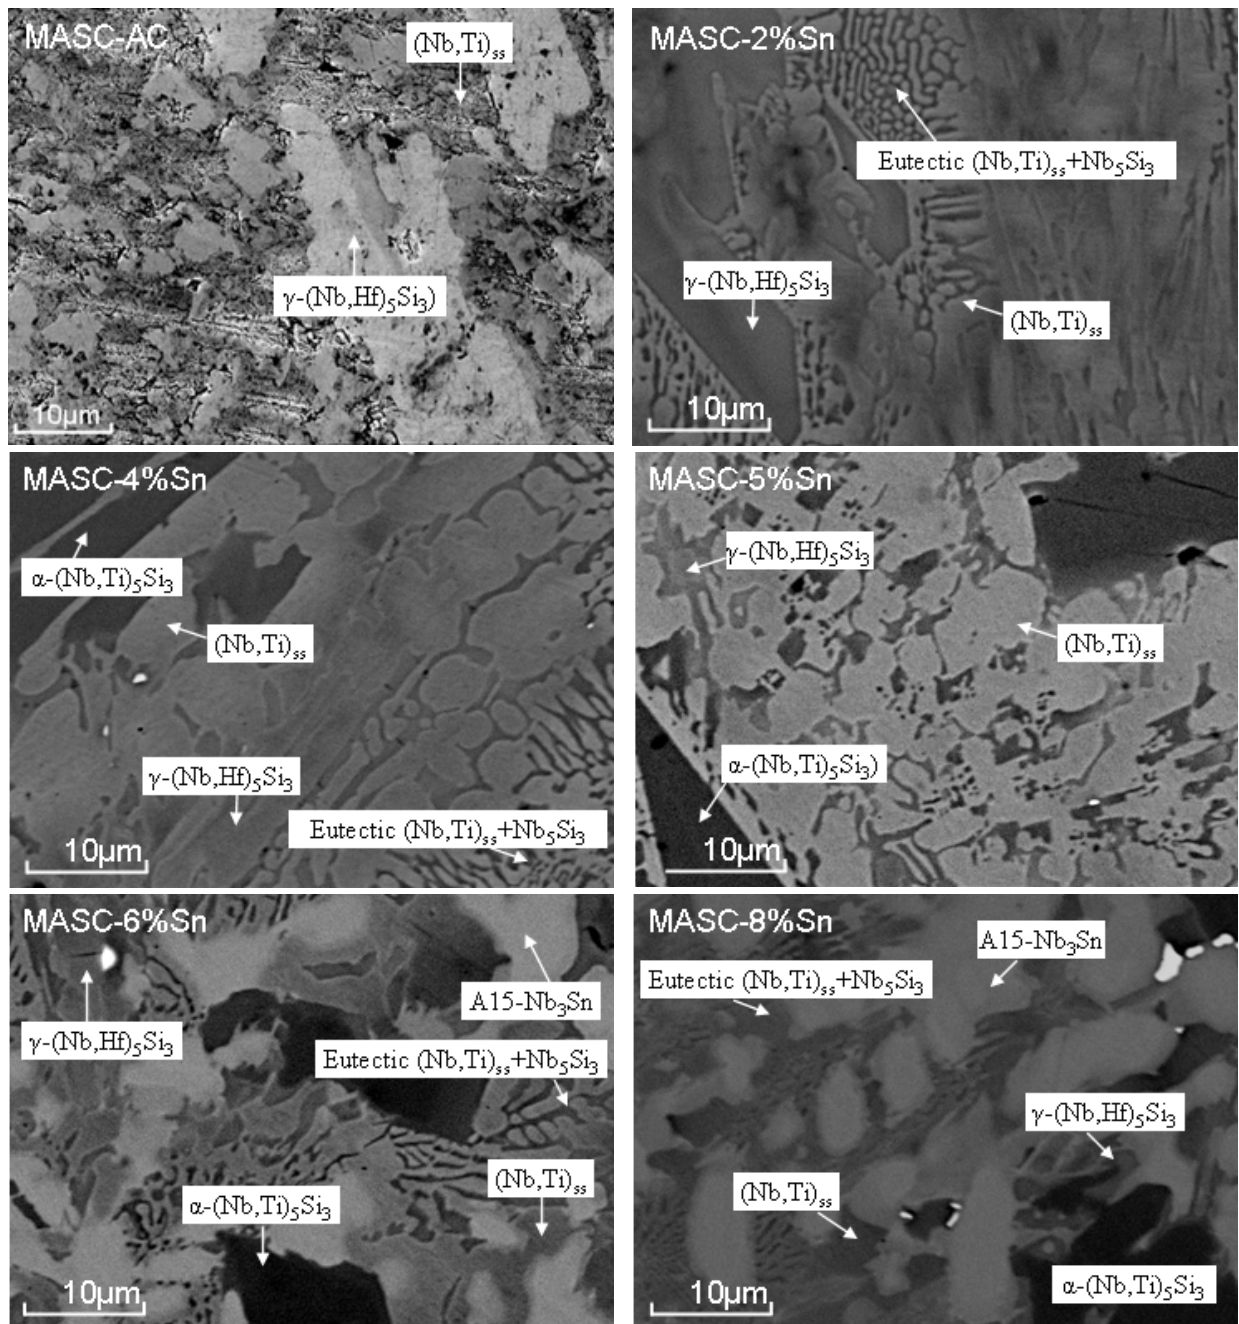 MASC-AC
(Nb,Ti)ss
γ-(Nb,Hf)5Si3)
10μm
MASC-2%Sn
Eutectic (Nb,Ti)ss+Nb5Si3
γ-(Nb,Hf)5Si3
(Nb,Ti)ss
10μm
MASC-4%Sn
α-(Nb,Ti)5Si3
(Nb,Ti)ss
γ-(Nb,Hf)5Si3
Eutectic (Nb,Ti)ss+Nb5Si3
10μm
MASC-5%Sn
γ-(Nb,Hf)5Si3
(Nb,Ti)ss
α-(Nb,Ti)5Si3)
10μm
MASC-6%Sn
A15-Nb3Sn
γ-(Nb,Hf)5Si3
Eutectic (Nb,Ti)ss+Nb5Si3
(Nb,Ti)ss
α-(Nb,Ti)5Si3
10μm
MASC-8%Sn
A15-Nb3Sn
Eutectic (Nb,Ti)ss+Nb5Si3
γ-(Nb,Hf)5Si3
(Nb,Ti)ss
α-(Nb,Ti)5Si3
10μm